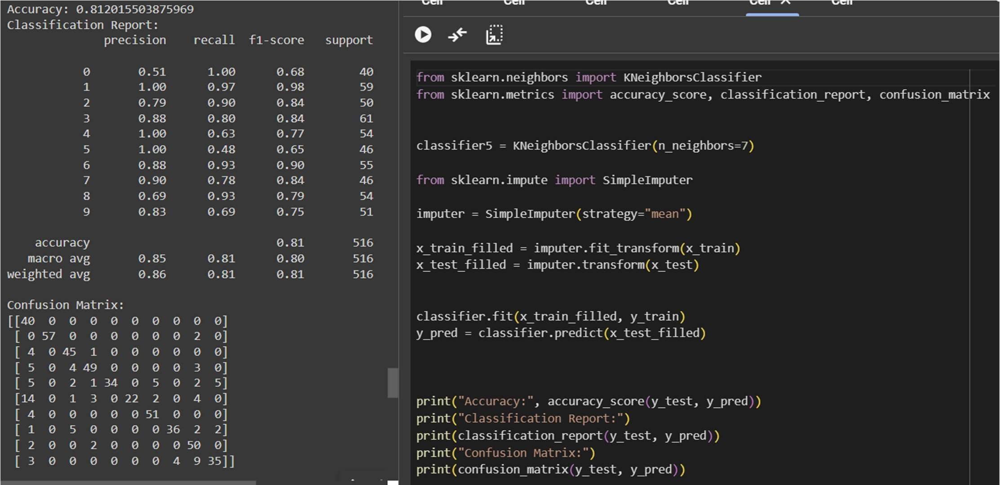 Accuracy: 0.812015503875969
Classification Report:
precision recall f1-score support
0 0.51 1.00 0.68 40
1 1.00 0.97 0.98 59
2 0.79 0.90 0.84 50
3 0.88 0.80 0.84 61
4 1.00 0.63 0.77 54
5 1.00 0.48 0.65 46
6 0.88 0.93 0.90 55
7 0.90 0.78 0.84 46
8 0.69 0.93 0.79 54
9 0.83 0.69 0.75 51
accuracy 0.81 516
macro avg 0.85 0.81 0.80 516
weighted avg 0.86 0.81 0.81 516
Confusion Matrix:
[[40 0 0 0 0 0 0 0 0 0]
[ 0 57 0 0 0 0 0 0 2 0]
[ 4 0 45 1 0 0 0 0 0 0]
[ 5 0 4 49 0 0 0 0 3 0]
[ 5 0 2 1 34 0 5 0 2 5]
[14 0 1 3 0 22 2 0 4 0]
[ 4 0 0 0 0 0 51 0 0 0]
[ 1 0 5 0 0 0 0 36 2 2]
[ 2 0 0 2 0 0 0 0 50 0]
[ 3 0 0 0 0 0 0 4 9 35]]
Cell Cell Cell Cell Cell Cell
from sklearn.neighbors import KNeighborsClassifier
from sklearn.metrics import accuracy_score, classification_report, confusion_matrix
classifier5 = KNeighborsClassifier(n_neighbors=7)
from sklearn.impute import SimpleImputer
imputer = SimpleImputer(strategy="mean")
x_train_filled = imputer.fit_transform(x_train)
x_test_filled = imputer.transform(x_test)
classifier.fit(x_train_filled, y_train)
y_pred = classifier.predict(x_test_filled)
print("Accuracy:", accuracy_score(y_test, y_pred))
print("Classification Report:")
print(classification_report(y_test, y_pred))
print("Confusion Matrix:")
print(confusion_matrix(y_test, y_pred))